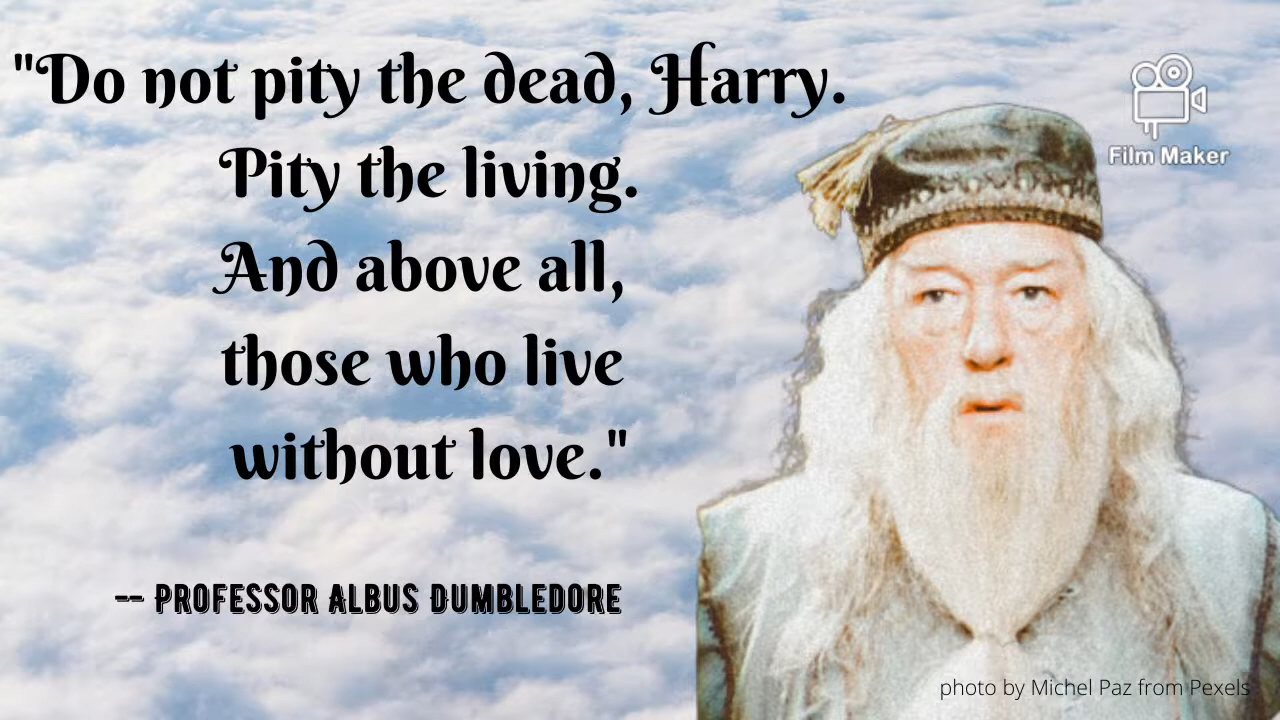 "Do not pity the dead, Harry.
Pity the living.
And above all,
those who live
without love."
-- PROFESSOR ALBUS DUMBLEDORE
Film Maker
photo by Michel Paz from Pexels